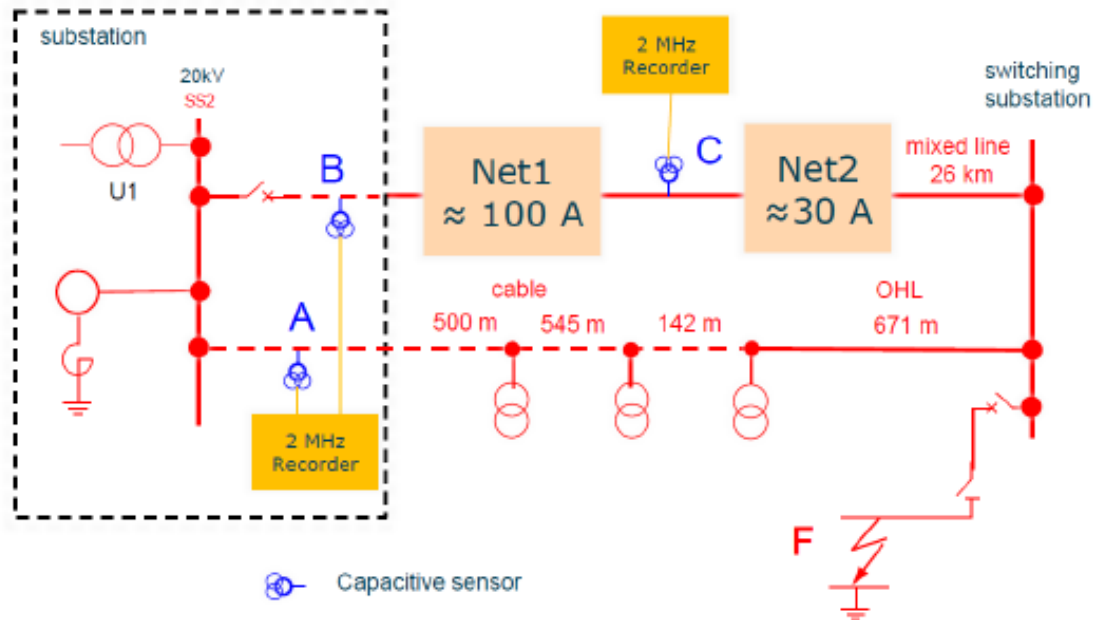 substation
20kV
SS2
U1
B
A
2 MHz
Recorder
2 MHz
Recorder
C
Net1
≈ 100 A
Net2
≈30 A
switching
substation
mixed line
26 km
cable
500 m
545 m
142 m
OHL
671 m
F
Capacitive sensor